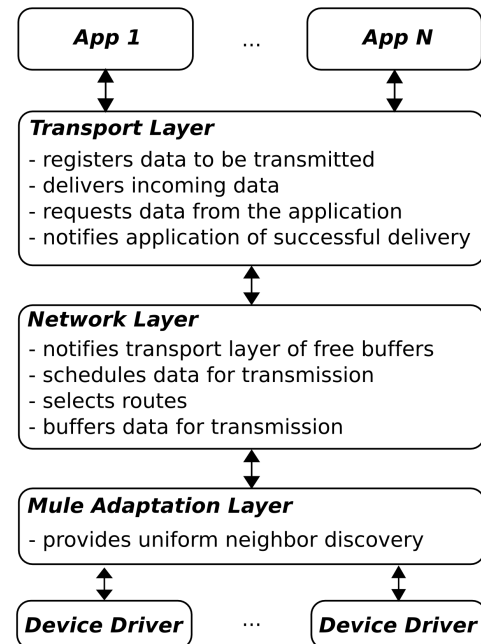 App 1 ... App N
Transport Layer
- registers data to be transmitted
- delivers incoming data
- requests data from the application
- notifies application of successful delivery
Network Layer
- notifies transport layer of free buffers
- schedules data for transmission
- selects routes
- buffers data for transmission
Mule Adaptation Layer
- provides uniform neighbor discovery
Device Driver ... Device Driver